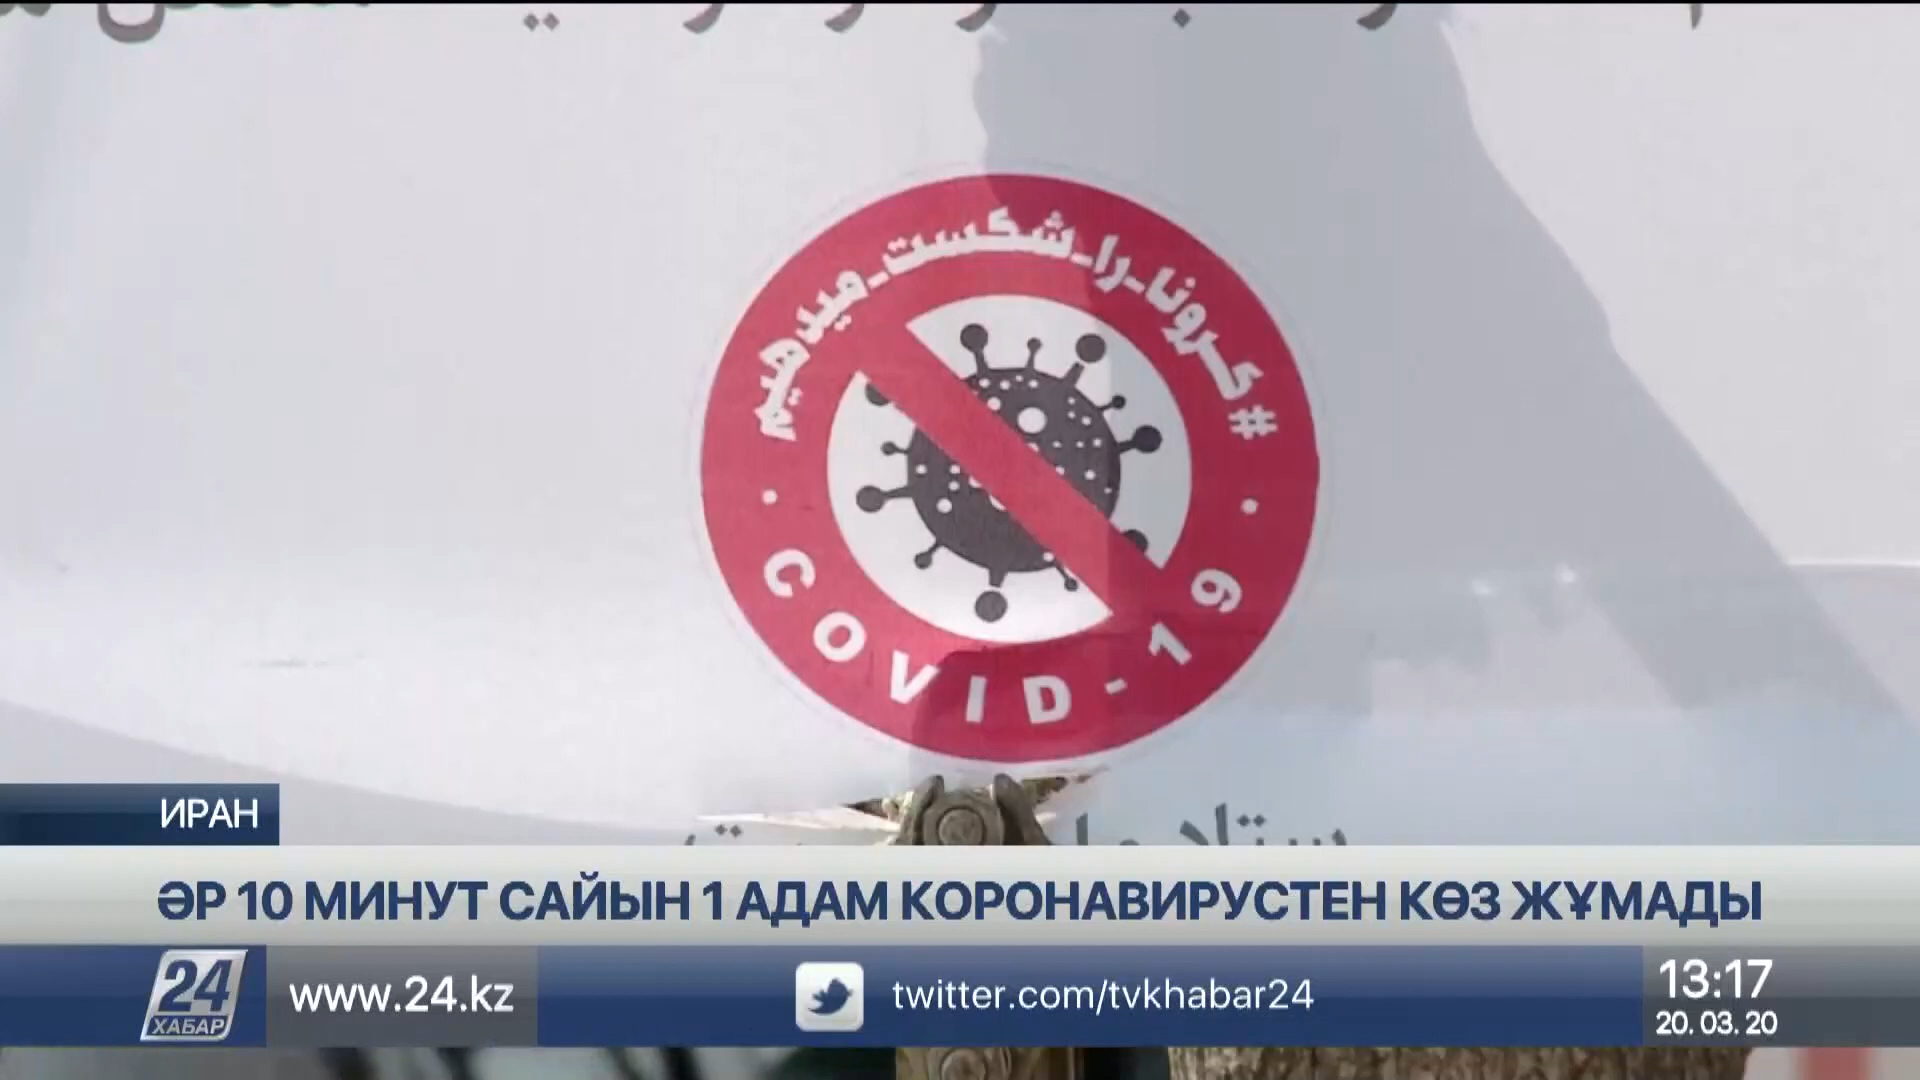 #کرونا_را_شکست_میدهیم
COVID-19
ИРАН
ӘР 10 МИНУТ САЙЫН 1 АДАМ КОРОНАВИРУСТЕН КӨЗ ЖҰМАДЫ
24 ХАБАР
www.24.kz
twitter.com/tvkhabar24
13:17
20. 03. 20